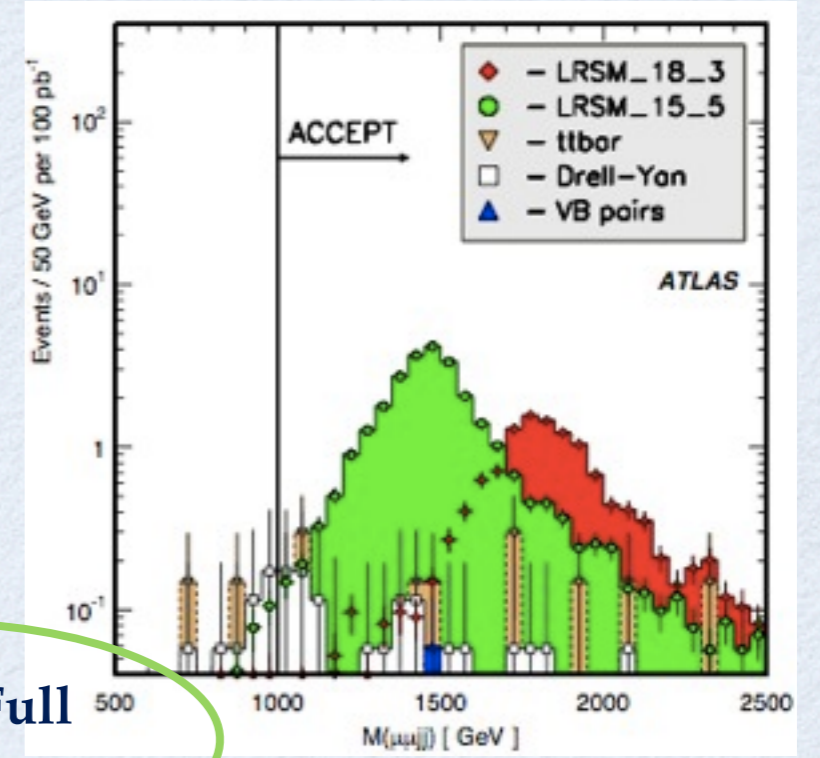 Events / 50 GeV per 100 pb⁻¹
10²
10¹
1
10⁻¹
ACCEPT
– LRSM_18_3
– LRSM_15_5
– ttbar
– Drell–Yan
– VB pairs
ATLAS
500 1000 1500 2000 2500
M(μμjj) [ GeV ]
Full